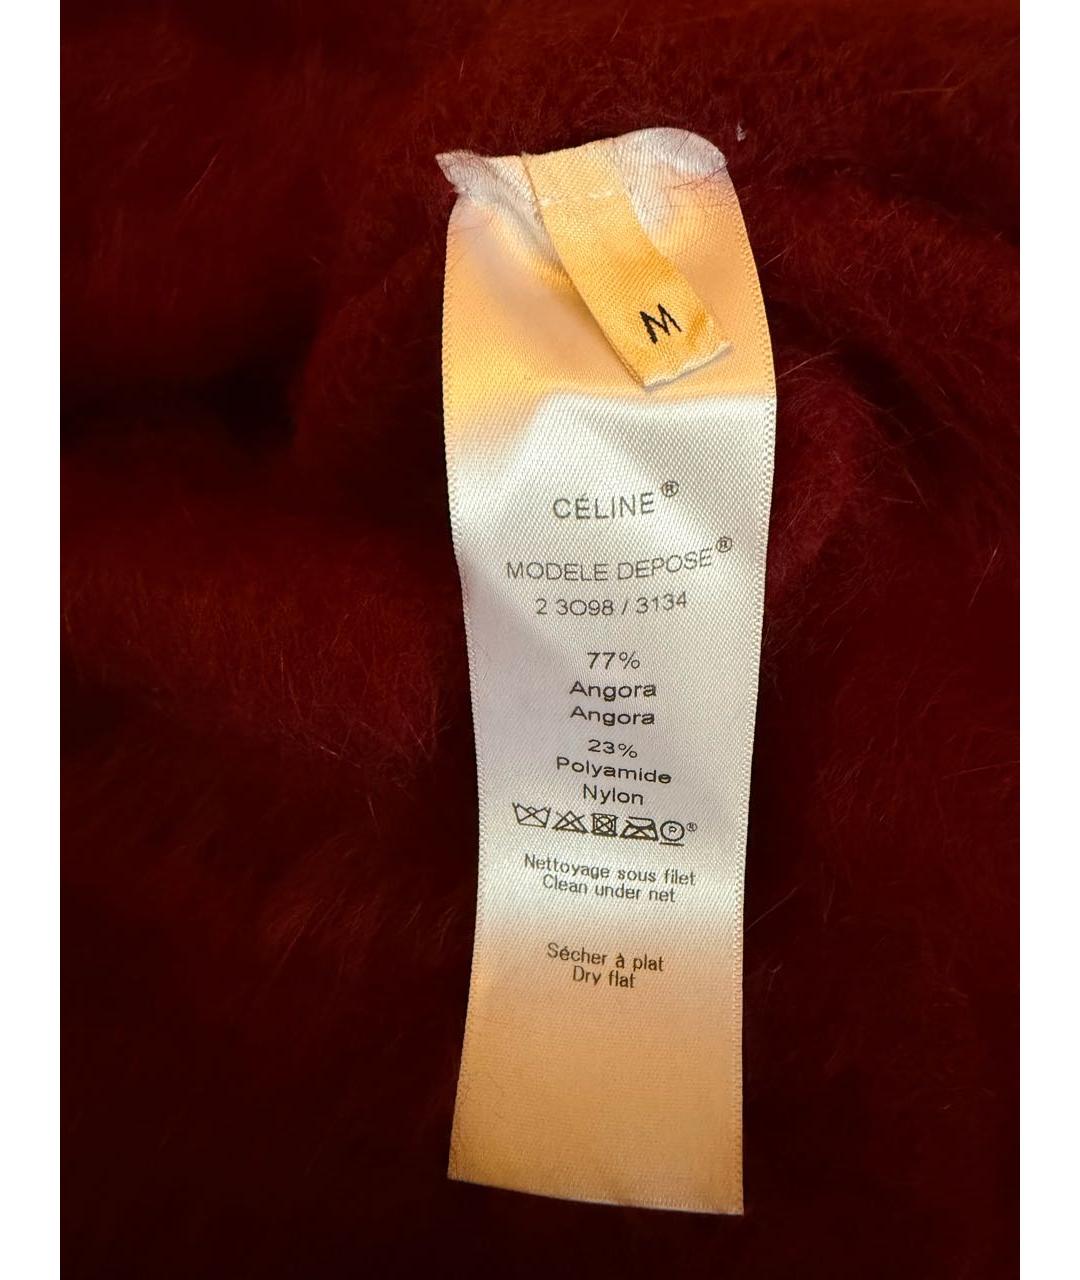 M
CÉLINE®
MODELE DEPOSE®
2 3O98 / 3134
77%
Angora
Angora
23%
Polyamide
Nylon
P ®
Nettoyage sous filet
Clean under net
Sécher à plat
Dry flat